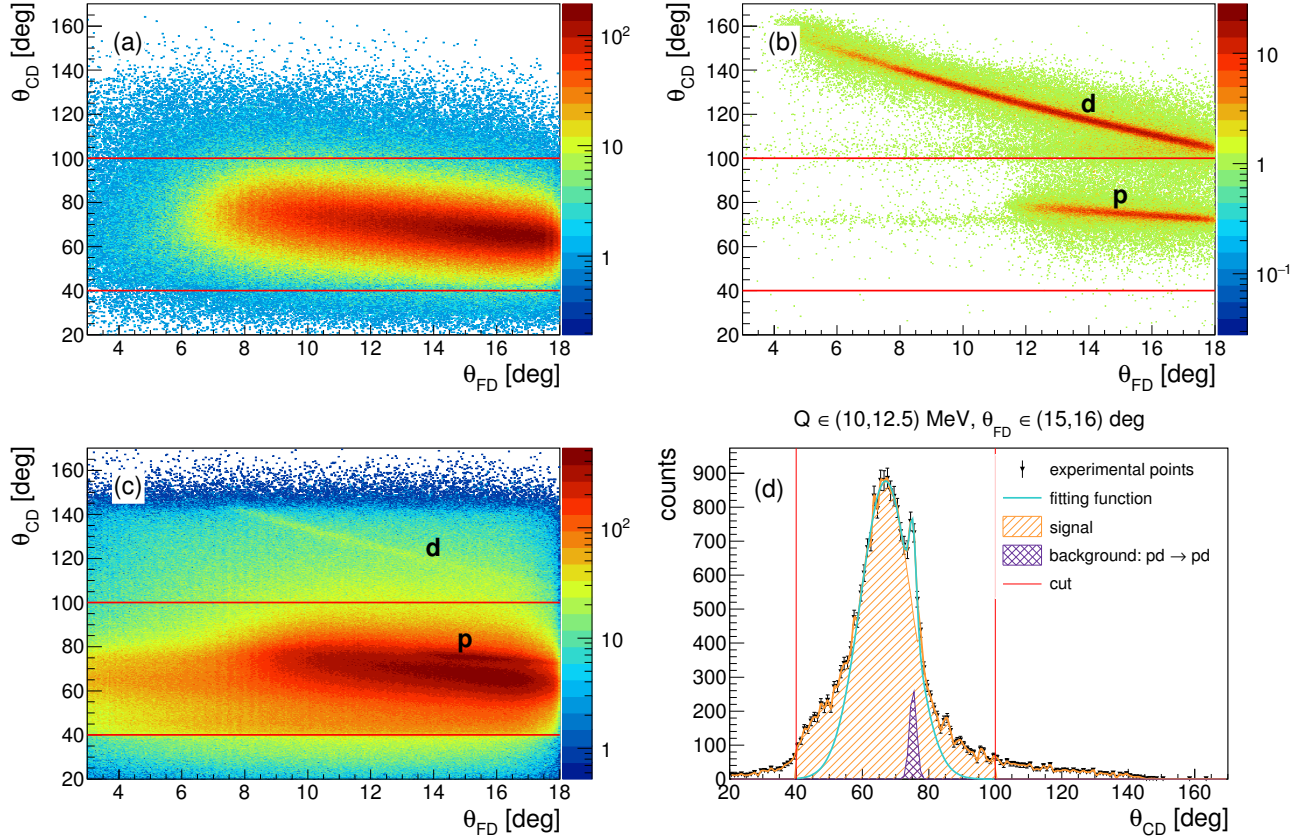 (a)
θCD [deg]
160
140
120
100
80
60
40
20
4 6 8 10 12 14 16 18
θFD [deg]
10²
10
1
(b)
θCD [deg]
160
140
120
100
80
60
40
20
d
p
4 6 8 10 12 14 16 18
θFD [deg]
10
1
10⁻¹
(c)
θCD [deg]
160
140
120
100
80
60
40
20
d
p
4 6 8 10 12 14 16 18
θFD [deg]
10²
10
1
Q ∈ (10,12.5) MeV, θFD ∈ (15,16) deg
(d)
counts
900
800
700
600
500
400
300
200
100
0
experimental points
fitting function
signal
background: pd → pd
cut
20 40 60 80 100 120 140 160
θCD [deg]